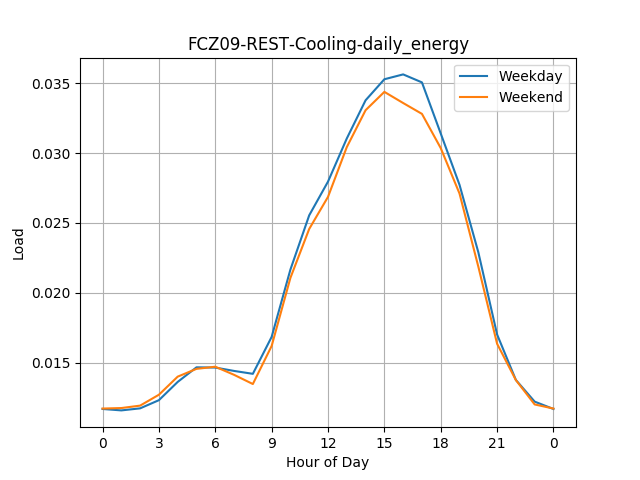 FCZ09-REST-Cooling-daily_energy
Weekday
Weekend
0.035
0.030
0.025
0.020
0.015
Load
0 3 6 9 12 15 18 21 0
Hour of Day